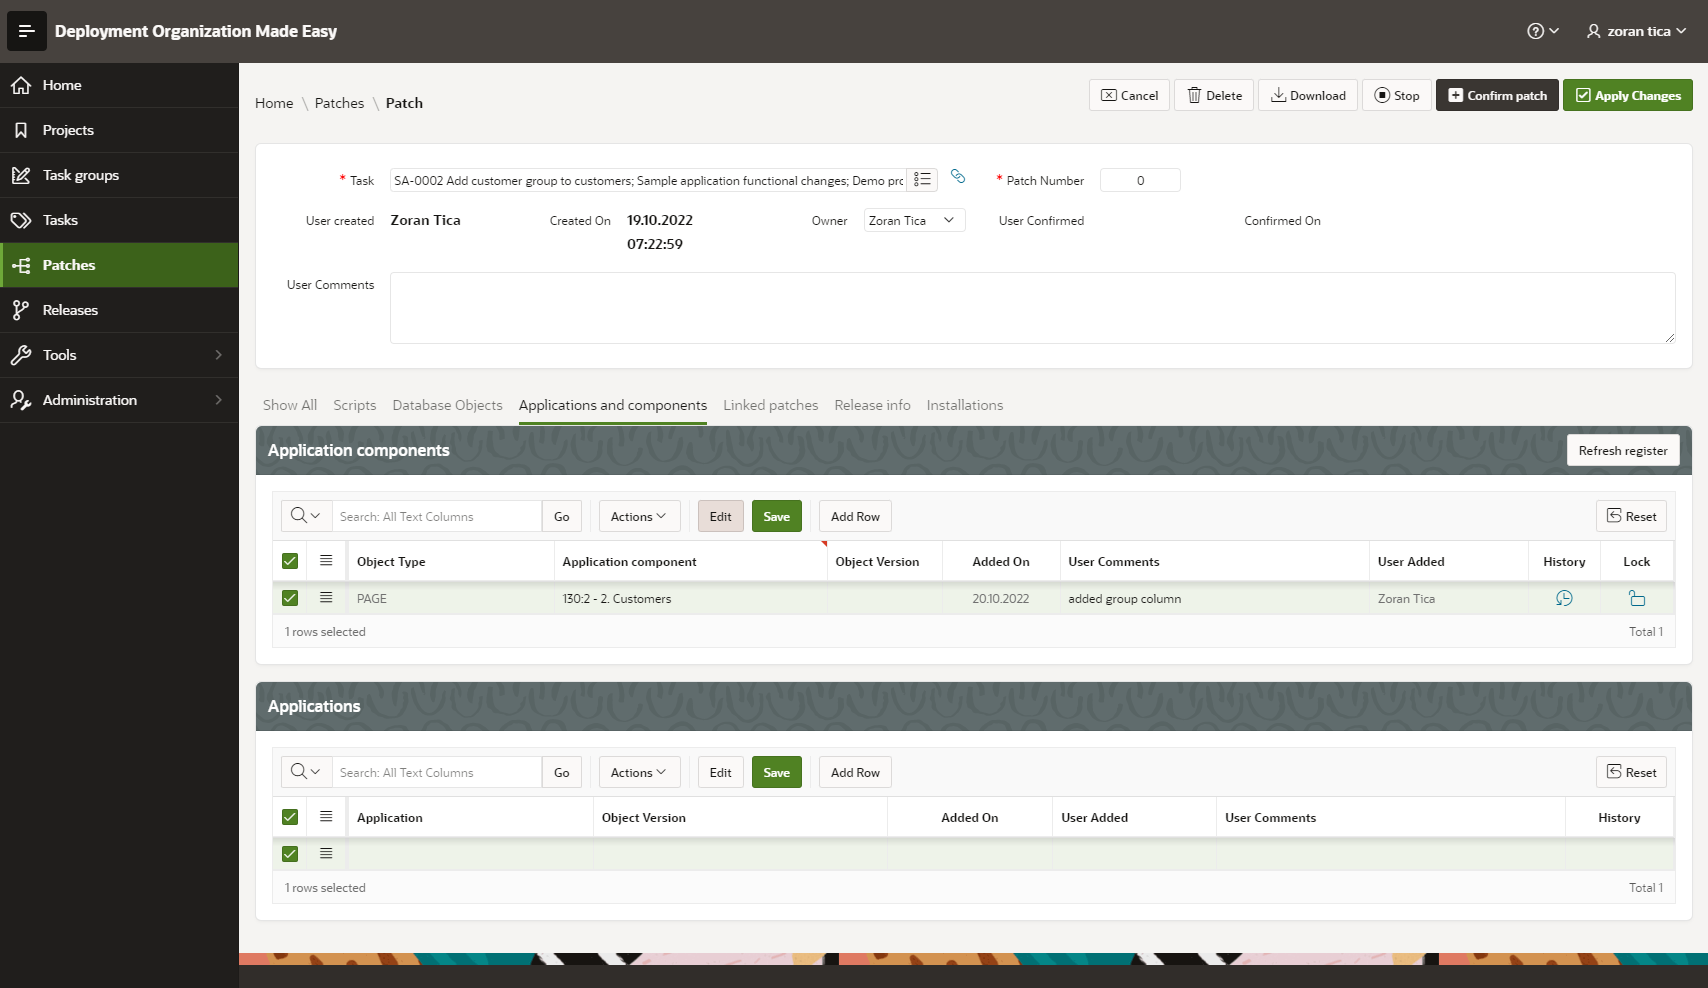 Deployment Organization Made Easy
zoran tica
Home
Projects
Task groups
Tasks
Patches
Releases
Tools
Administration
Home \ Patches \ Patch
Cancel
Delete
Download
Stop
Confirm patch
Apply Changes
* Task
SA-0002 Add customer group to customers; Sample application functional changes; Demo prc
* Patch Number
0
User created
Zoran Tica
Created On
19.10.2022
07:22:59
Owner
Zoran Tica
User Confirmed
Confirmed On
User Comments
Show All
Scripts
Database Objects
Applications and components
Linked patches
Release info
Installations
Application components
Refresh register
Search: All Text Columns
Go
Actions
Edit
Save
Add Row
Reset
Object Type
Application component
Object Version
Added On
User Comments
User Added
History
Lock
PAGE
130:2 - 2. Customers
20.10.2022
added group column
Zoran Tica
1 rows selected
Total 1
Applications
Search: All Text Columns
Go
Actions
Edit
Save
Add Row
Reset
Application
Object Version
Added On
User Added
User Comments
History
1 rows selected
Total 1